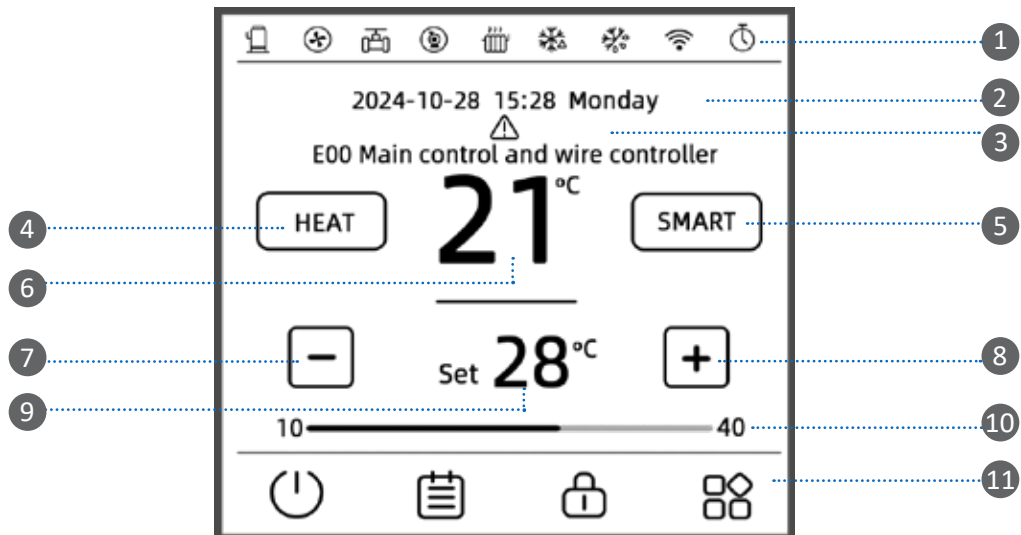 1
2024-10-28 15:28 Monday
2
3
E00 Main control and wire controller
4
HEAT
21°C
SMART
5
6
7
−
Set 28°C
+
8
9
10
40
10
11